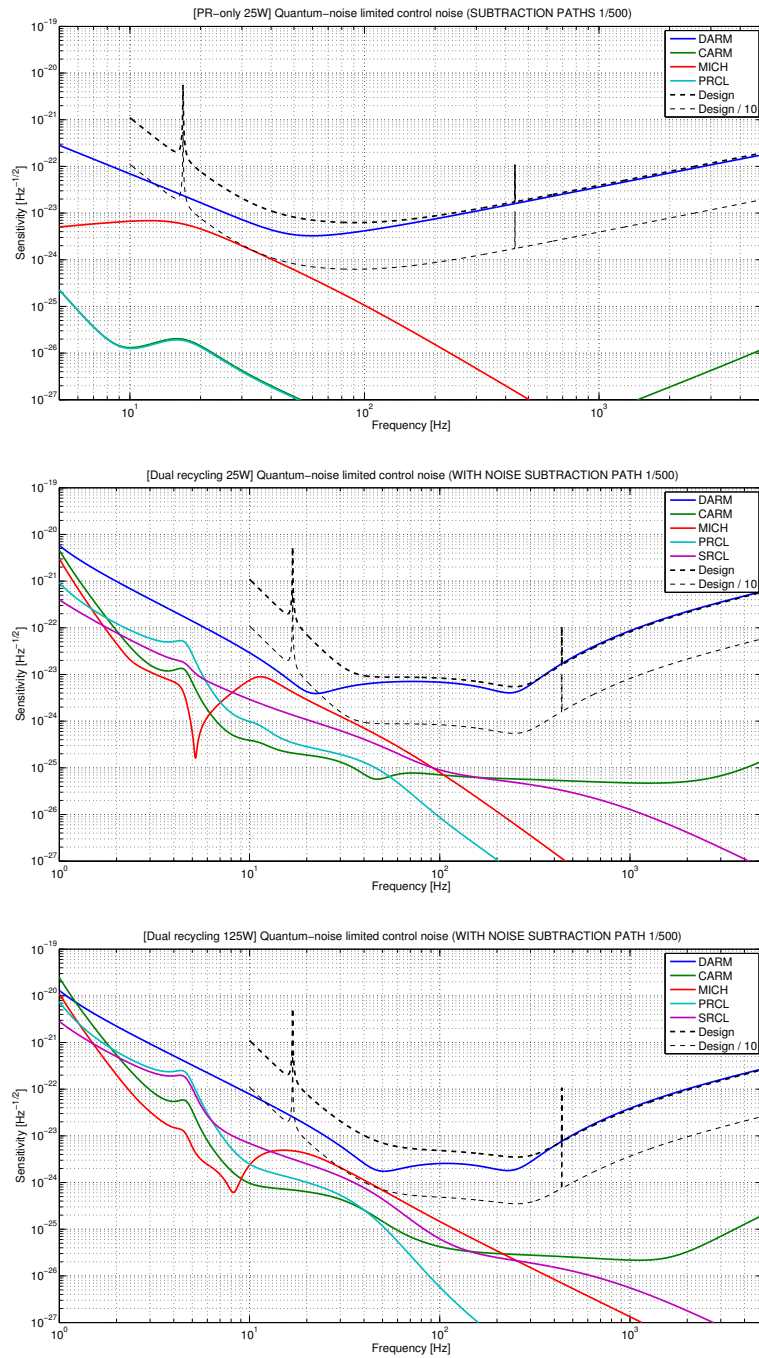 [PR−only 25W] Quantum−noise limited control noise (SUBTRACTION PATHS 1/500)
10^−19
10^−20
10^−21
10^−22
10^−23
10^−24
10^−25
10^−26
10^−27
Sensitivity [Hz^−1/2]
DARM
CARM
MICH
PRCL
Design
Design / 10
10^1
10^2
10^3
Frequency [Hz]
[Dual recycling 25W] Quantum−noise limited control noise (WITH NOISE SUBTRACTION PATH 1/500)
10^−19
10^−20
10^−21
10^−22
10^−23
10^−24
10^−25
10^−26
10^−27
Sensitivity [Hz^−1/2]
DARM
CARM
MICH
PRCL
SRCL
Design
Design / 10
10^0
10^1
10^2
10^3
Frequency [Hz]
[Dual recycling 125W] Quantum−noise limited control noise (WITH NOISE SUBTRACTION PATH 1/500)
10^−19
10^−20
10^−21
10^−22
10^−23
10^−24
10^−25
10^−26
10^−27
Sensitivity [Hz^−1/2]
DARM
CARM
MICH
PRCL
SRCL
Design
Design / 10
10^0
10^1
10^2
10^3
Frequency [Hz]